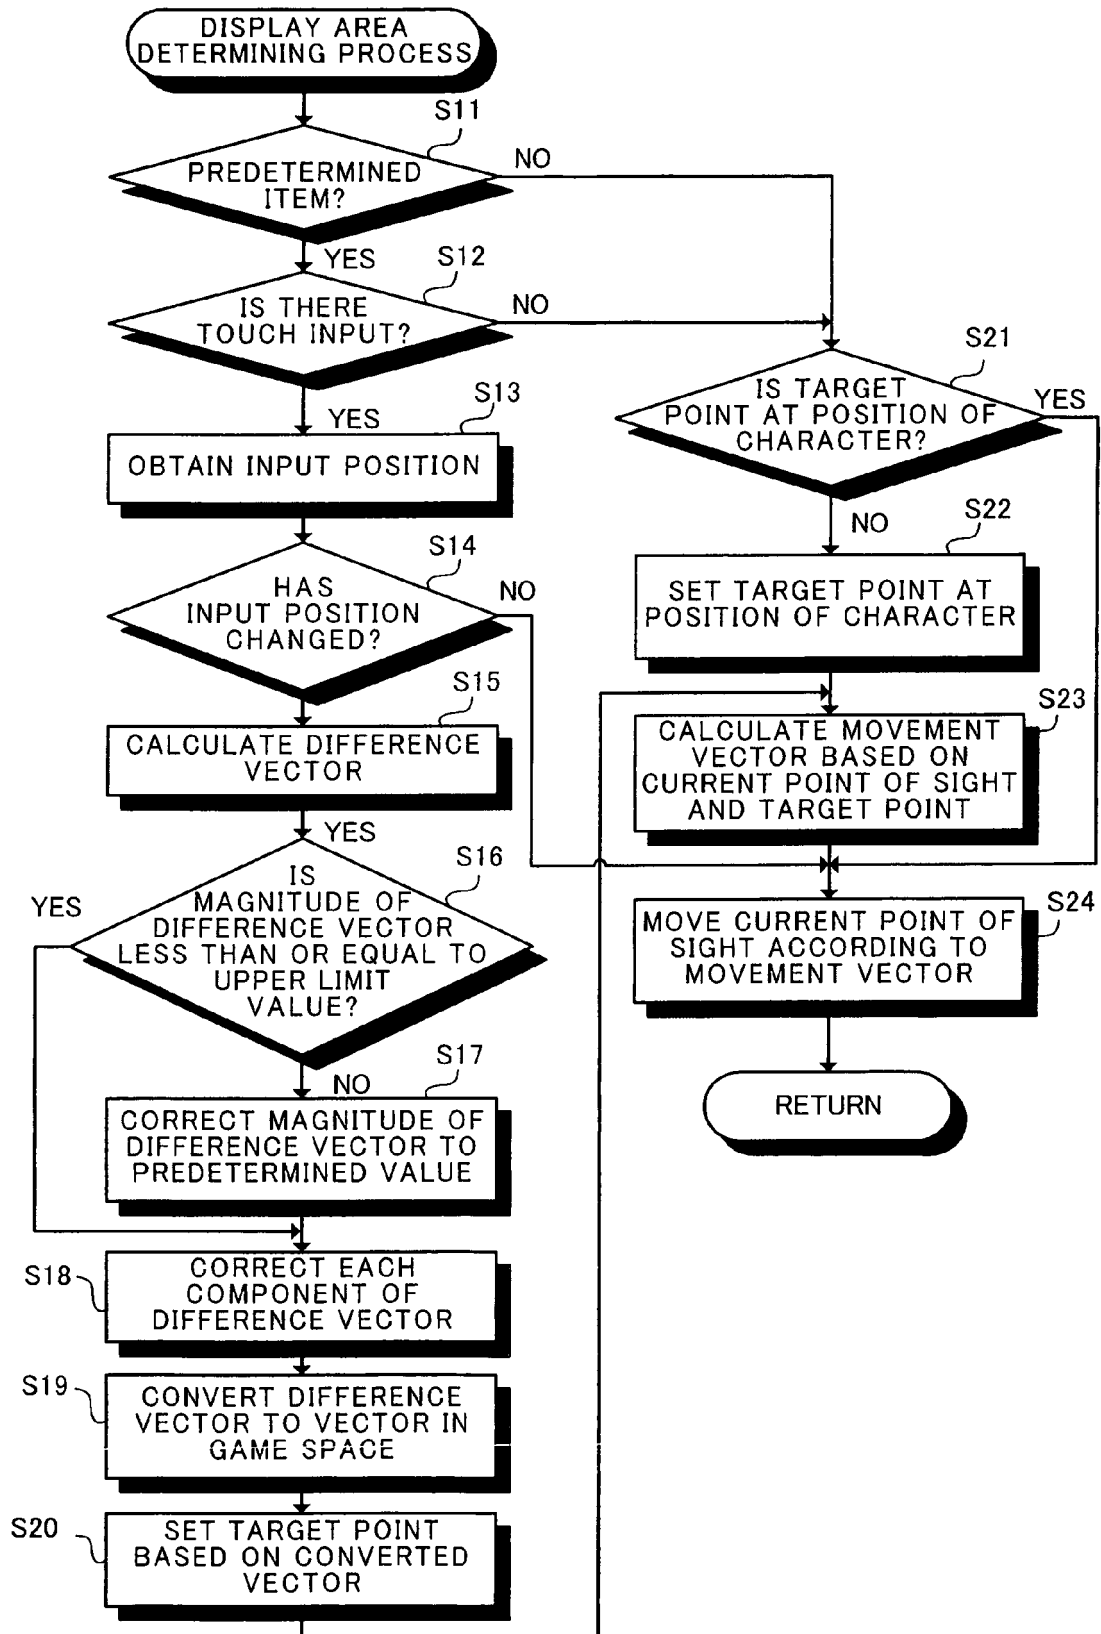 DISPLAY AREA
DETERMINING PROCESS
S11
PREDETERMINED
ITEM?
NO
YES
S12
IS THERE
TOUCH INPUT?
NO
YES
S13
OBTAIN INPUT POSITION
S14
HAS
INPUT POSITION
CHANGED?
NO
S15
CALCULATE DIFFERENCE
VECTOR
YES
S16
IS
MAGNITUDE OF
DIFFERENCE VECTOR
LESS THAN OR EQUAL TO
UPPER LIMIT
VALUE?
YES
NO
S17
CORRECT MAGNITUDE OF
DIFFERENCE VECTOR TO
PREDETERMINED VALUE
S18
CORRECT EACH
COMPONENT OF
DIFFERENCE VECTOR
S19
CONVERT DIFFERENCE
VECTOR TO VECTOR IN
GAME SPACE
S20
SET TARGET POINT
BASED ON CONVERTED
VECTOR
S21
IS TARGET
POINT AT POSITION OF
CHARACTER?
YES
NO
S22
SET TARGET POINT AT
POSITION OF CHARACTER
S23
CALCULATE MOVEMENT
VECTOR BASED ON
CURRENT POINT OF SIGHT
AND TARGET POINT
S24
MOVE CURRENT POINT OF
SIGHT ACCORDING TO
MOVEMENT VECTOR
RETURN